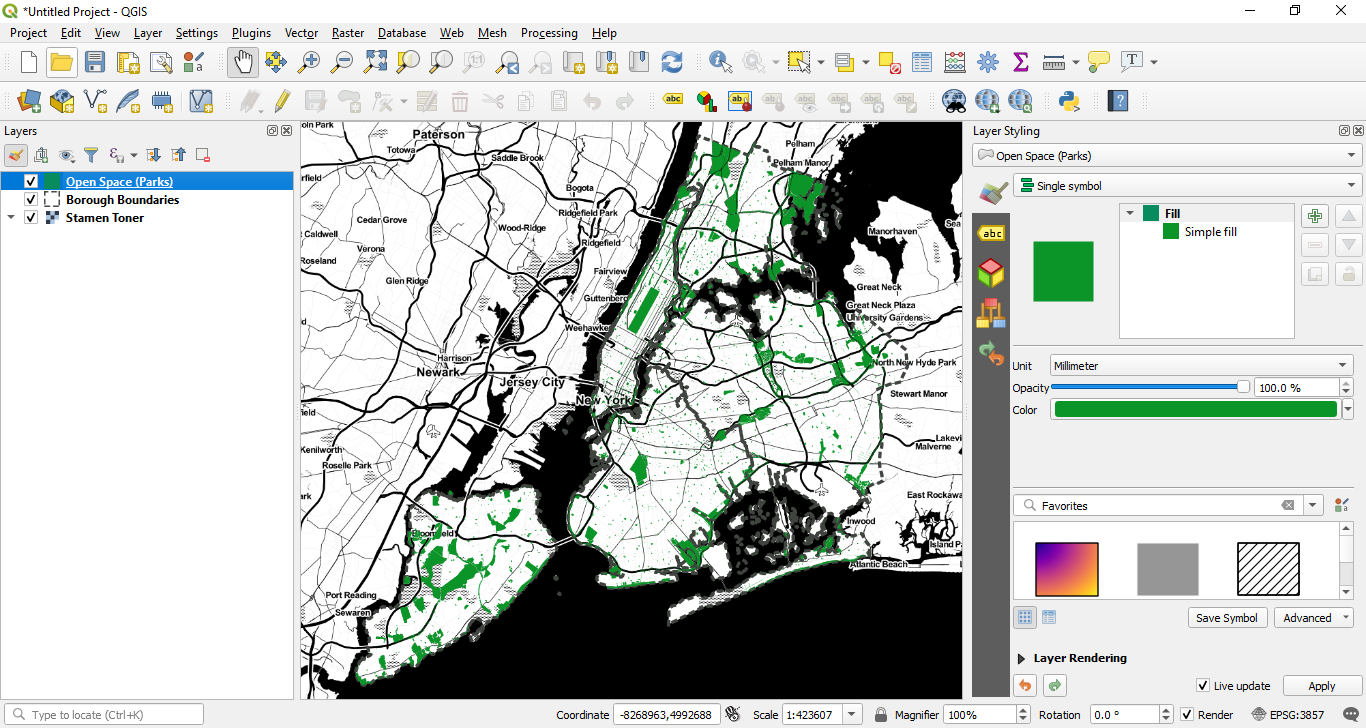 *Untitled Project - QGIS
Project Edit View Layer Settings Plugins Vector Raster Database Web Mesh Processing Help
Layers
Open Space (Parks)
Borough Boundaries
Stamen Toner
Paterson
Totowa
Saddle Brook
Pelham
Pelham Manor
Bogota
Ridgefield Park
Cedar Grove
Wood-Ridge
Manorhaven
Caldwell
Verona
Ridgefield
Roseland
Fairview
Glen Ridge
Great Neck
Guttenberg
Great Neck Plaza
University Gardens
Weehawke
Harrison
North New Hyde Park
Newark
Jersey City
Stewart Manor
New York
Malverne
Kenilworth
Roselle Park
East Rockawa
Inwood
Bloomfield
Island Pa
Atlantic Beach
Port Reading
Sewaren
Layer Styling
Open Space (Parks)
Single symbol
Fill
Simple fill
abc
Unit
Millimeter
Opacity
100.0 %
Color
Favorites
Save Symbol
Advanced
Layer Rendering
Live update
Apply
Type to locate (Ctrl+K)
Coordinate -8268963,4992688
Scale 1:423607
Magnifier 100%
Rotation 0.0 °
Render
EPSG:3857